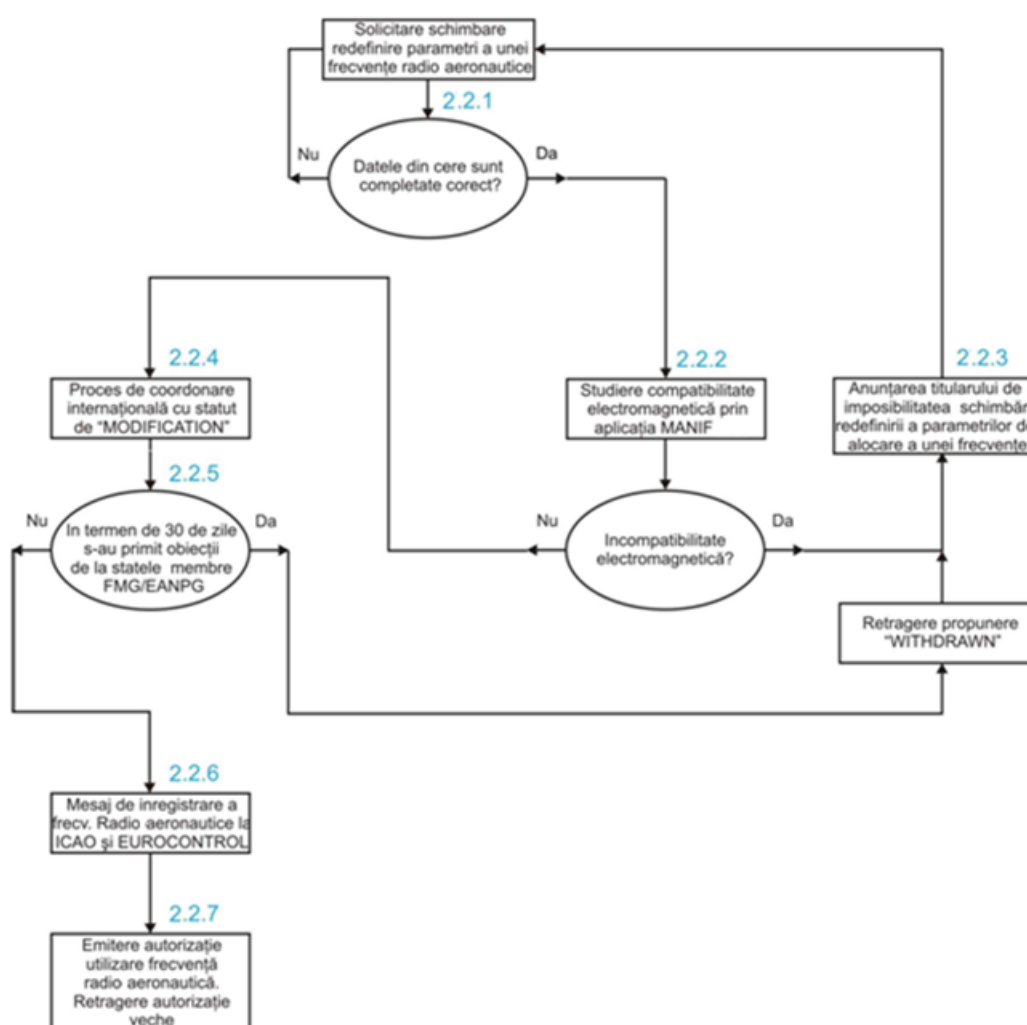 Solicitare schimbare
redefinire parametri a unei
frecvențe radio aeronautice
2.2.1
Nu
Da
Datele din cere sunt
completate corect?
2.2.4
Proces de coordonare
internațională cu statut
de “MODIFICATION”
2.2.2
Studiere compatibilitate
electromagnetică prin
aplicația MANIF
2.2.3
Anunțarea titularului de
imposibilitatea schimbăr
redefinirii a parametrilor de
alocare a unei frecvențe
2.2.5
Nu
Da
In termen de 30 de zile
s-au primit obiecții
de la statele membre
FMG/EANPG
Nu
Da
Incompatibilitate
electromagnetică?
Retragere propunere
“WITHDRAWN”
2.2.6
Mesaj de inregistrare a
frecv. Radio aeronautice la
ICAO și EUROCONTROL
2.2.7
Emitere autorizație
utilizare frecvență
radio aeronautică.
Retragere autorizație
veche